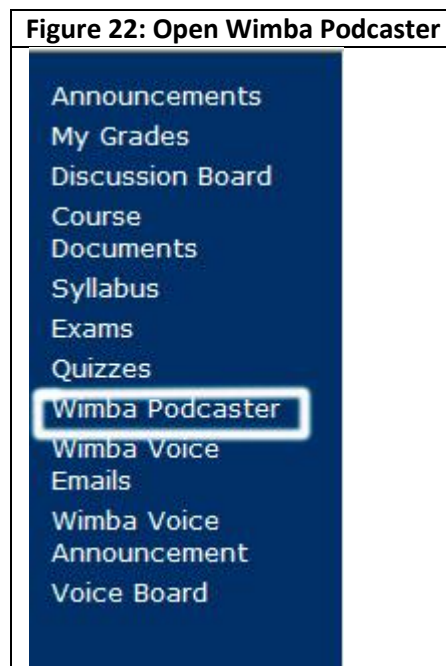 Figure 22: Open Wimba Podcaster
Announcements
My Grades
Discussion Board
Course
Documents
Syllabus
Exams
Quizzes
Wimba Podcaster
Wimba Voice
Emails
Wimba Voice
Announcement
Voice Board